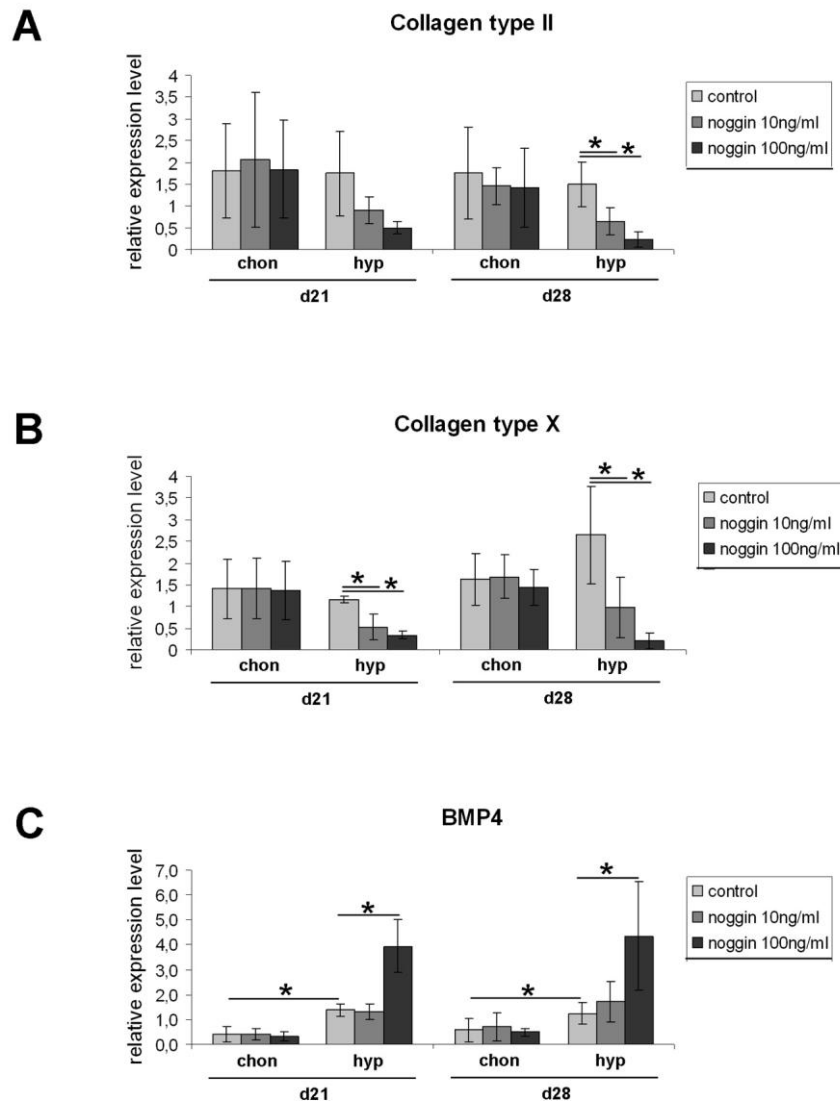 A
Collagen type II
relative expression level
4
3,5
3
2,5
2
1,5
1
0,5
0
* *
chon hyp chon hyp
d21 d28
control
noggin 10ng/ml
noggin 100ng/ml
B
Collagen type X
relative expression level
4
3,5
3
2,5
2
1,5
1
0,5
0
* *
* *
chon hyp chon hyp
d21 d28
control
noggin 10ng/ml
noggin 100ng/ml
C
BMP4
relative expression level
7,0
6,0
5,0
4,0
3,0
2,0
1,0
0,0
*
*
* *
chon hyp chon hyp
d21 d28
control
noggin 10ng/ml
noggin 100ng/ml